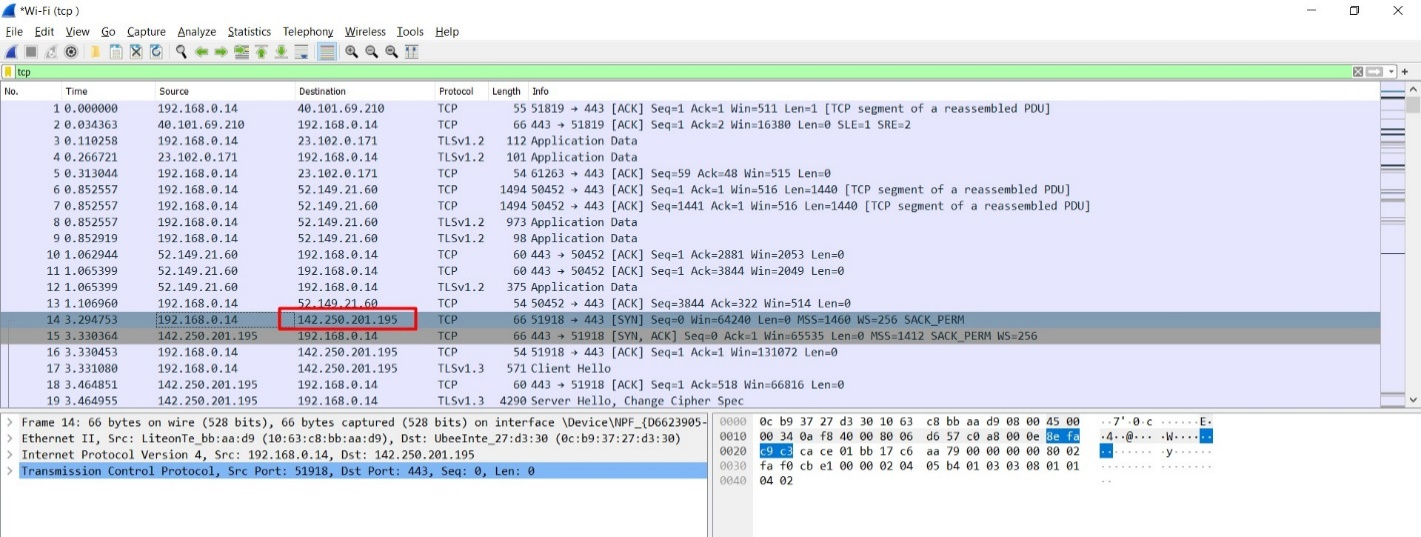 *Wi-Fi (tcp )
File Edit View Go Capture Analyze Statistics Telephony Wireless Tools Help
tcp
No. Time Source Destination Protocol Length Info
1 0.000000 192.168.0.14 40.101.69.210 TCP 55 51819 → 443 [ACK] Seq=1 Ack=1 Win=511 Len=1 [TCP segment of a reassembled PDU]
2 0.034363 40.101.69.210 192.168.0.14 TCP 66 443 → 51819 [ACK] Seq=1 Ack=2 Win=16380 Len=0 SLE=1 SRE=2
3 0.110258 192.168.0.14 23.102.0.171 TLSv1.2 112 Application Data
4 0.266721 23.102.0.171 192.168.0.14 TLSv1.2 101 Application Data
5 0.313044 192.168.0.14 23.102.0.171 TCP 54 61263 → 443 [ACK] Seq=59 Ack=48 Win=515 Len=0
6 0.852557 192.168.0.14 52.149.21.60 TCP 1494 50452 → 443 [ACK] Seq=1 Ack=1 Win=516 Len=1440 [TCP segment of a reassembled PDU]
7 0.852557 192.168.0.14 52.149.21.60 TCP 1494 50452 → 443 [ACK] Seq=1441 Ack=1 Win=516 Len=1440 [TCP segment of a reassembled PDU]
8 0.852557 192.168.0.14 52.149.21.60 TLSv1.2 973 Application Data
9 0.852919 192.168.0.14 52.149.21.60 TLSv1.2 98 Application Data
10 1.062944 52.149.21.60 192.168.0.14 TCP 60 443 → 50452 [ACK] Seq=1 Ack=2881 Win=2053 Len=0
11 1.065399 52.149.21.60 192.168.0.14 TCP 60 443 → 50452 [ACK] Seq=1 Ack=3844 Win=2049 Len=0
12 1.065399 52.149.21.60 192.168.0.14 TLSv1.2 375 Application Data
13 1.106960 192.168.0.14 52.149.21.60 TCP 54 50452 → 443 [ACK] Seq=3844 Ack=322 Win=514 Len=0
14 3.294753 192.168.0.14 142.250.201.195 TCP 66 51918 → 443 [SYN] Seq=0 Win=64240 Len=0 MSS=1460 WS=256 SACK_PERM
15 3.330364 142.250.201.195 192.168.0.14 TCP 66 443 → 51918 [SYN, ACK] Seq=0 Ack=1 Win=65535 Len=0 MSS=1412 SACK_PERM WS=256
16 3.330453 192.168.0.14 142.250.201.195 TCP 54 51918 → 443 [ACK] Seq=1 Ack=1 Win=131072 Len=0
17 3.331080 192.168.0.14 142.250.201.195 TLSv1.3 571 Client Hello
18 3.464851 142.250.201.195 192.168.0.14 TCP 60 443 → 51918 [ACK] Seq=1 Ack=518 Win=66816 Len=0
19 3.464955 142.250.201.195 192.168.0.14 TLSv1.3 4290 Server Hello, Change Cipher Spec
Frame 14: 66 bytes on wire (528 bits), 66 bytes captured (528 bits) on interface \Device\NPF_{D6623905-
Ethernet II, Src: LiteonTe_bb:aa:d9 (10:63:c8:bb:aa:d9), Dst: UbeeInte_27:d3:30 (0c:b9:37:27:d3:30)
Internet Protocol Version 4, Src: 192.168.0.14, Dst: 142.250.201.195
Transmission Control Protocol, Src Port: 51918, Dst Port: 443, Seq: 0, Len: 0
0000 0c b9 37 27 d3 30 10 63 c8 bb aa d9 08 00 45 00 ··7'·0·c ······E·
0010 00 34 0a f8 40 00 80 06 d6 57 c0 a8 00 0e 8e fa ·4··@··· ·W······
0020 c9 c3 ca ce 01 bb 17 c6 aa 79 00 00 00 00 80 02 ········ ·y······
0030 fa f0 cb e1 00 00 02 04 05 b4 01 03 03 08 01 01 ········ ········
0040 04 02 ··